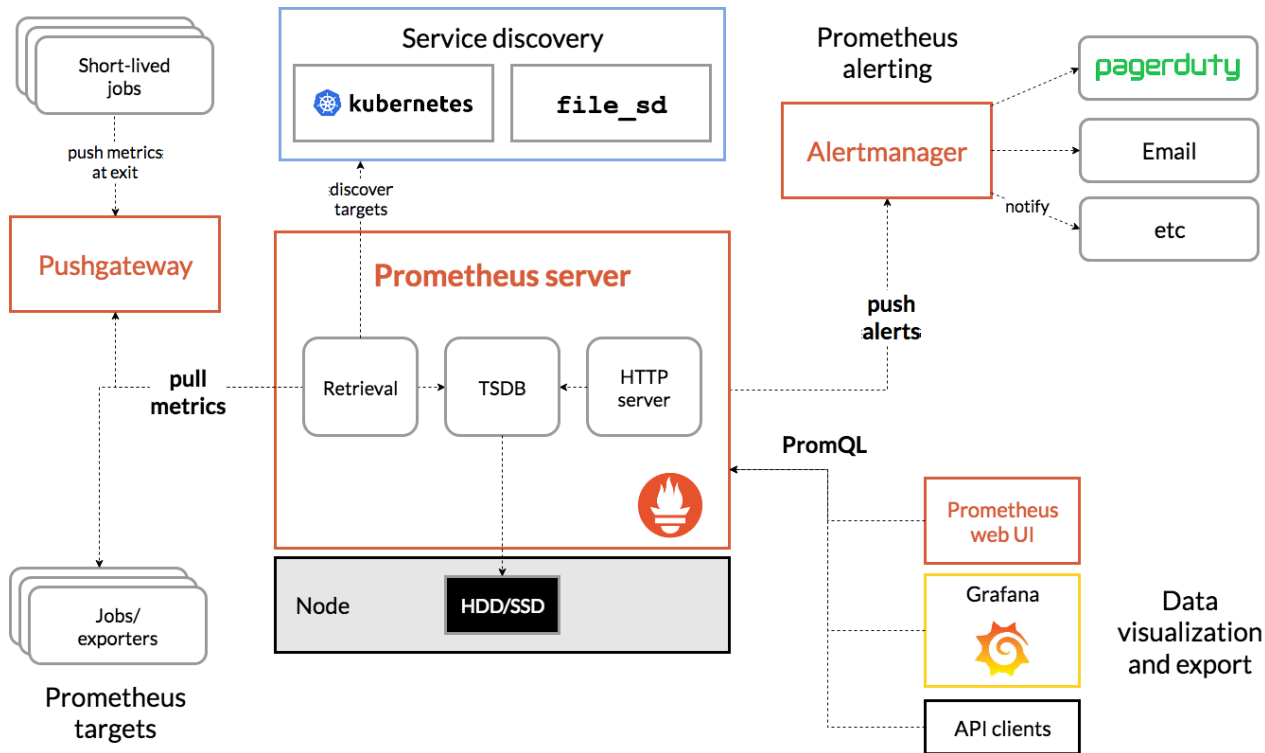 Short-lived
jobs
push metrics
at exit
Pushgateway
pull
metrics
Jobs/
exporters
Prometheus
targets
Service discovery
kubernetes
file_sd
discover
targets
Prometheus server
Retrieval
TSDB
HTTP
server
Node
HDD/SSD
Prometheus
alerting
Alertmanager
pagerduty
Email
etc
notify
push
alerts
PromQL
Prometheus
web UI
Grafana
API clients
Data
visualization
and export